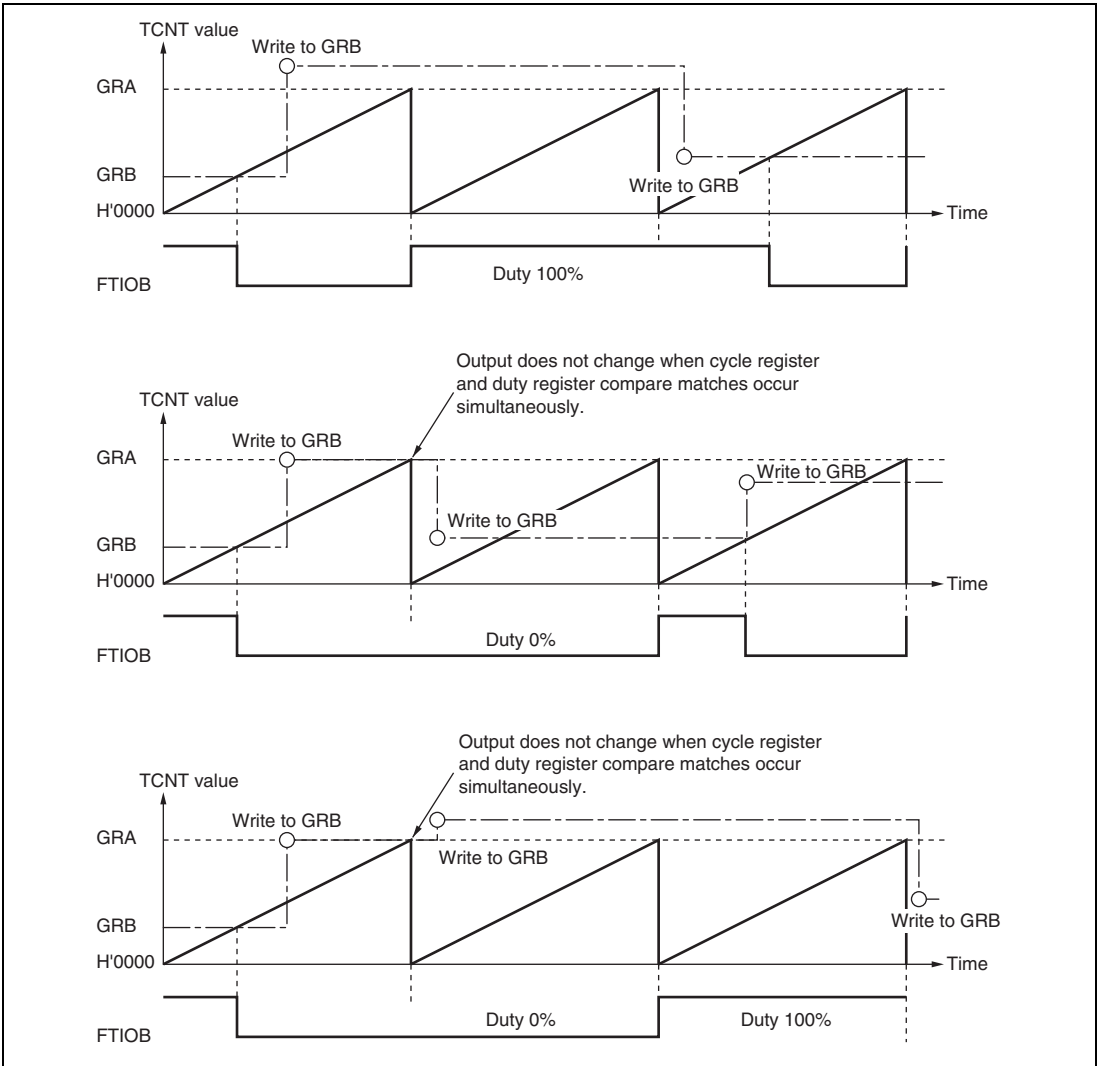 TCNT value
Write to GRB
GRA
GRB
Write to GRB
H'0000
Time
FTIOB
Duty 100%
Output does not change when cycle register
and duty register compare matches occur
simultaneously.
TCNT value
Write to GRB
GRA
Write to GRB
Write to GRB
GRB
H'0000
Time
FTIOB
Duty 0%
Output does not change when cycle register
and duty register compare matches occur
simultaneously.
TCNT value
Write to GRB
GRA
Write to GRB
GRB
Write to GRB
H'0000
Time
FTIOB
Duty 0%
Duty 100%